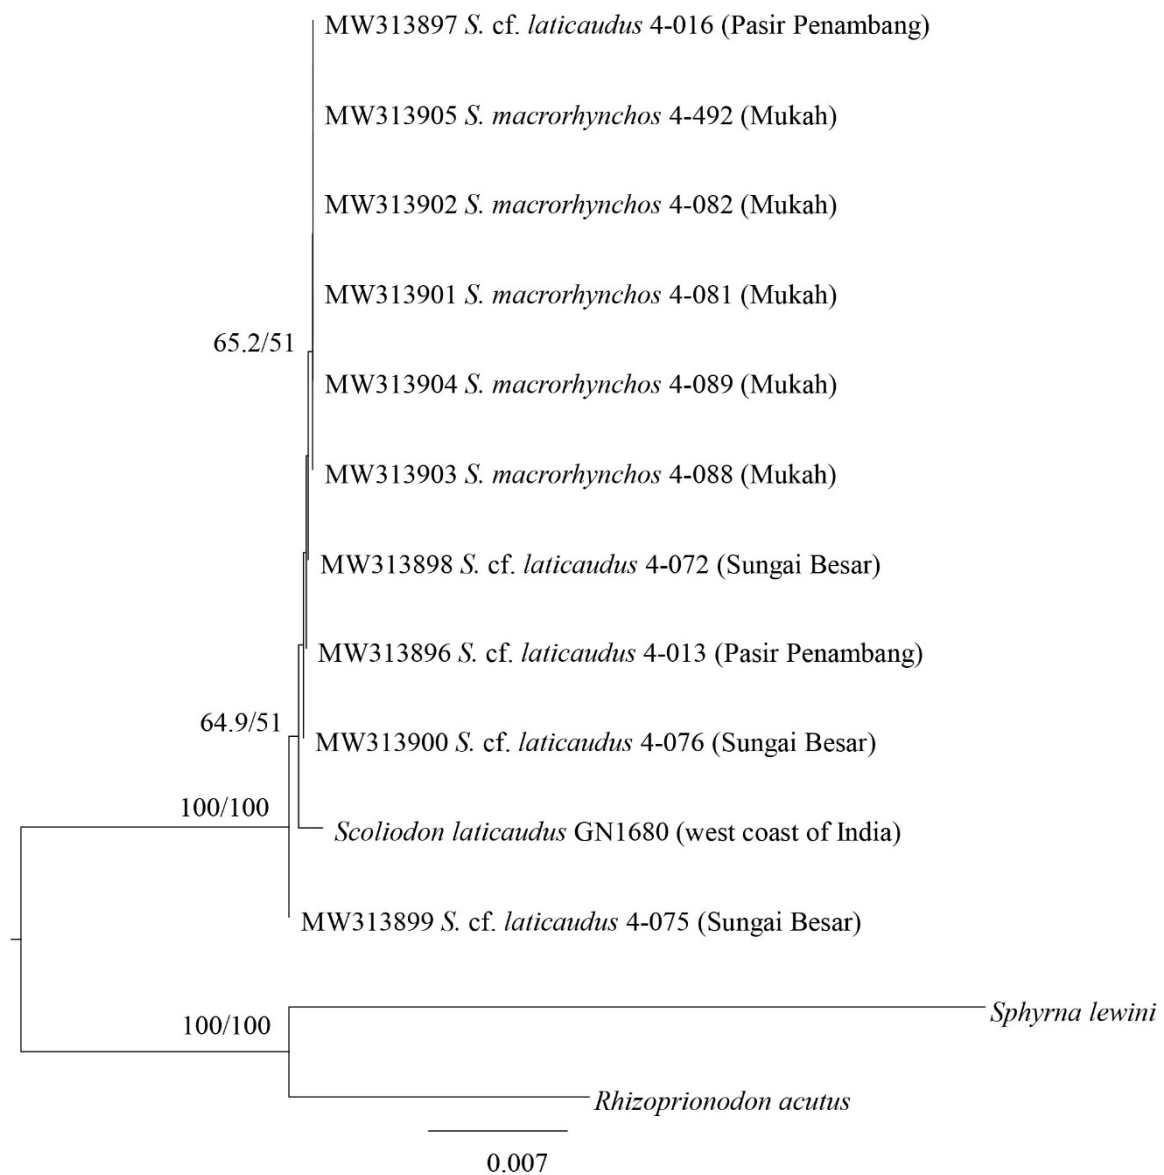 MW313897 S. cf. laticaudus 4-016 (Pasir Penambang)
MW313905 S. macrorhynchos 4-492 (Mukah)
MW313902 S. macrorhynchos 4-082 (Mukah)
MW313901 S. macrorhynchos 4-081 (Mukah)
65.2/51
MW313904 S. macrorhynchos 4-089 (Mukah)
MW313903 S. macrorhynchos 4-088 (Mukah)
MW313898 S. cf. laticaudus 4-072 (Sungai Besar)
MW313896 S. cf. laticaudus 4-013 (Pasir Penambang)
64.9/51
MW313900 S. cf. laticaudus 4-076 (Sungai Besar)
100/100
Scoliodon laticaudus GN1680 (west coast of India)
MW313899 S. cf. laticaudus 4-075 (Sungai Besar)
Sphyrna lewini
100/100
Rhizoprionodon acutus
0.007